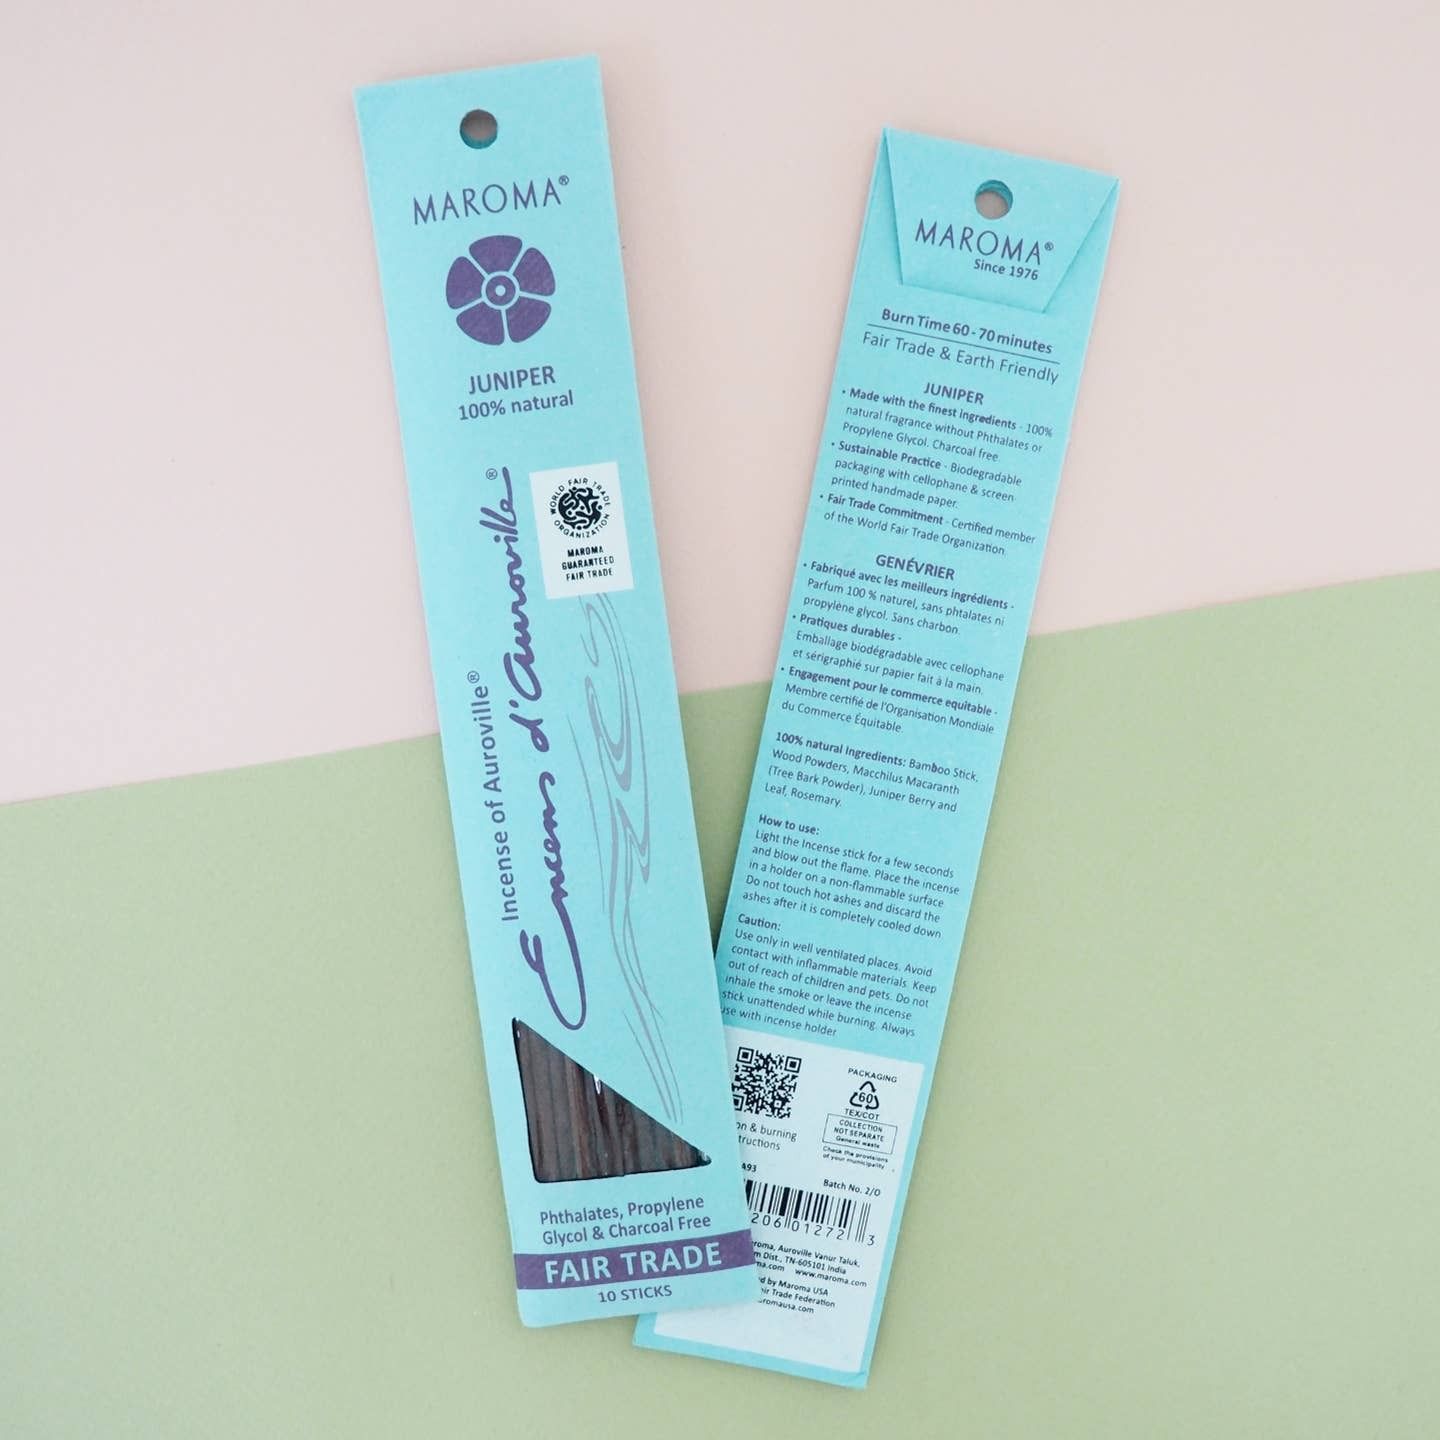 MAROMA®
JUNIPER
100% natural
Incense of Auroville®
Encens d'Auroville®
WORLD FAIR TRADE ORGANIZATION
MAROMA
GUARANTEED
FAIR TRADE
Phthalates, Propylene
Glycol & Charcoal Free
FAIR TRADE
10 STICKS
MAROMA®
Since 1976
Burn Time 60 - 70 minutes
Fair Trade & Earth Friendly
JUNIPER
• Made with the finest ingredients - 100%
natural fragrance without Phthalates or
Propylene Glycol. Charcoal free.
• Sustainable Practice - Biodegradable
packaging with cellophane & screen
printed handmade paper.
• Fair Trade Commitment - Certified member
of the World Fair Trade Organization.
GENÉVRIER
• Fabriqué avec les meilleurs ingrédients -
Parfum 100 % naturel, sans phtalates ni
propylène glycol. Sans charbon.
• Pratiques durables -
Emballage biodégradable avec cellophane
et sérigraphié sur papier fait à la main.
• Engagement pour le commerce equitable -
Membre certifié de l'Organisation Mondiale
du Commerce Équitable.
100% natural Ingredients: Bamboo Stick,
Wood Powders, Macchilus Macaranth
(Tree Bark Powder), Juniper Berry and
Leaf, Rosemary.
How to use:
Light the Incense stick for a few seconds
and blow out the flame. Place the incense
in a holder on a non-flammable surface.
Do not touch hot ashes and discard the
ashes after it is completely cooled down
Caution:
Use only in well ventilated places. Avoid
contact with inflammable materials. Keep
out of reach of children and pets. Do not
inhale the smoke or leave the incense
stick unattended while burning. Always
use with incense holder
& burning
PACKAGING
60
TEX/COT
COLLECTION
NOT SEPARATE
General waste
Check the provisions
of your municipality
A93
Batch No. 2/D
206 01272 3
Auroville Vanur Taluk,
Dist., TN-605101 India
www.maroma.com
by Maroma USA
Trade Federation